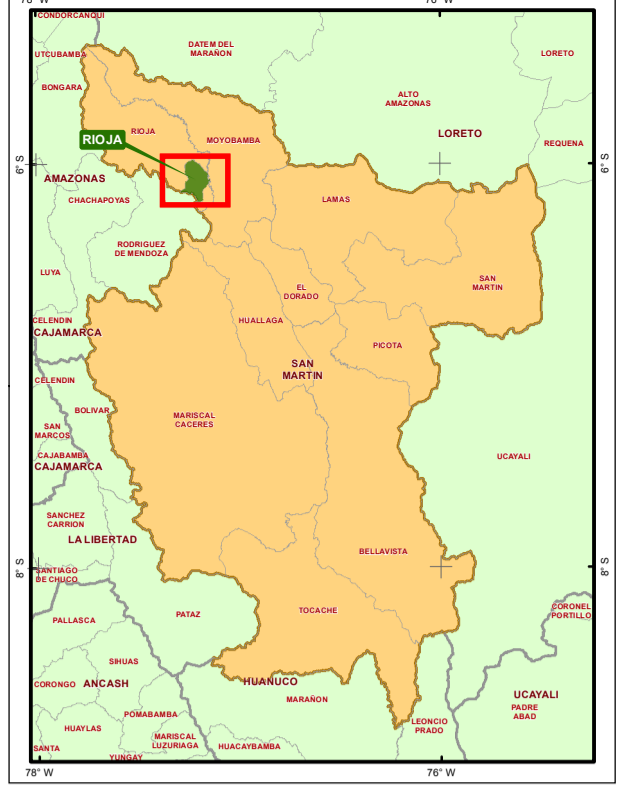 78° W
76° W
CONDORCANQUI
DATEM DEL
MARAÑON
UTCUBAMBA
LORETO
BONGARA
ALTO
AMAZONAS
RIOJA
RIOJA
MOYOBAMBA
LORETO
REQUENA
6° S
6° S
AMAZONAS
CHACHAPOYAS
LAMAS
RODRIGUEZ
DE MENDOZA
LUYA
SAN
MARTIN
EL
DORADO
CELENDIN
HUALLAGA
CAJAMARCA
PICOTA
SAN
MARTIN
CELENDIN
BOLIVAR
MARISCAL
CACERES
SAN
MARCOS
CAJABAMBA
UCAYALI
CAJAMARCA
SANCHEZ
CARRION
LA LIBERTAD
BELLAVISTA
8° S
8° S
SANTIAGO
DE CHUCO
CORONEL
PORTILLO
PALLASCA
PATAZ
TOCACHE
SIHUAS
CORONGO
ANCASH
HUANUCO
MARAÑON
UCAYALI
PADRE
ABAD
POMABAMBA
LEONCIO
PRADO
HUAYLAS
MARISCAL
LUZURIAGA
HUACAYBAMBA
SANTA
YUNGAY
78° W
76° W